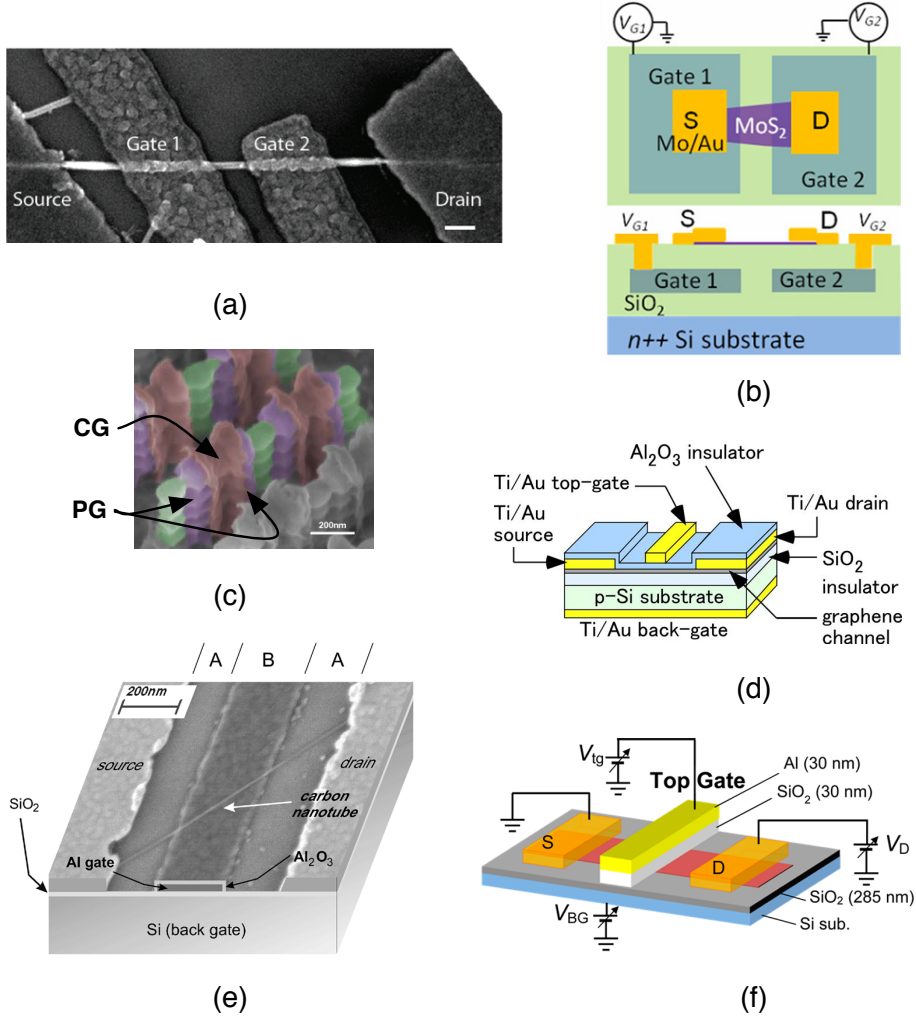 Gate 1
Gate 2
Source
Drain
(a)
V_G1
V_G2
Gate 1
S
Mo/Au
MoS₂
D
Gate 2
V_G1
S
D
V_G2
Gate 1
Gate 2
SiO₂
n++ Si substrate
(b)
CG
PG
200nm
(c)
Al₂O₃ insulator
Ti/Au top-gate
Ti/Au drain
Ti/Au
source
SiO₂
insulator
p-Si substrate
graphene
channel
Ti/Au back-gate
(d)
A
B
A
200nm
source
drain
carbon
nanotube
SiO₂
Al gate
Al₂O₃
Si (back gate)
(e)
V_tg
Top Gate
Al (30 nm)
SiO₂ (30 nm)
S
D
V_D
V_BG
SiO₂ (285 nm)
Si sub.
(f)